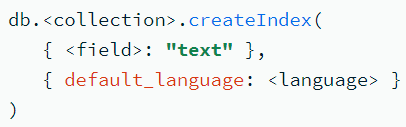 db.<collection>.createIndex(
   { <field>: "text" },
   { default_language: <language> }
)